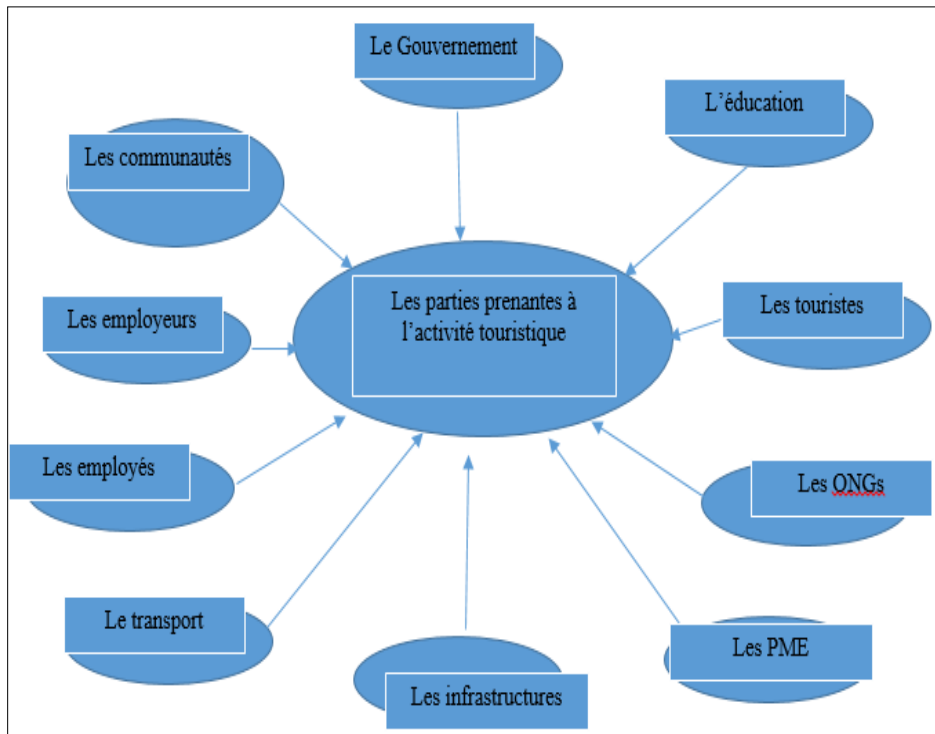 Le Gouvernement
L’éducation
Les communautés
Les parties prenantes à
l’activité touristique
Les employeurs
Les touristes
Les employés
Les ONGs
Le transport
Les PME
Les infrastructures